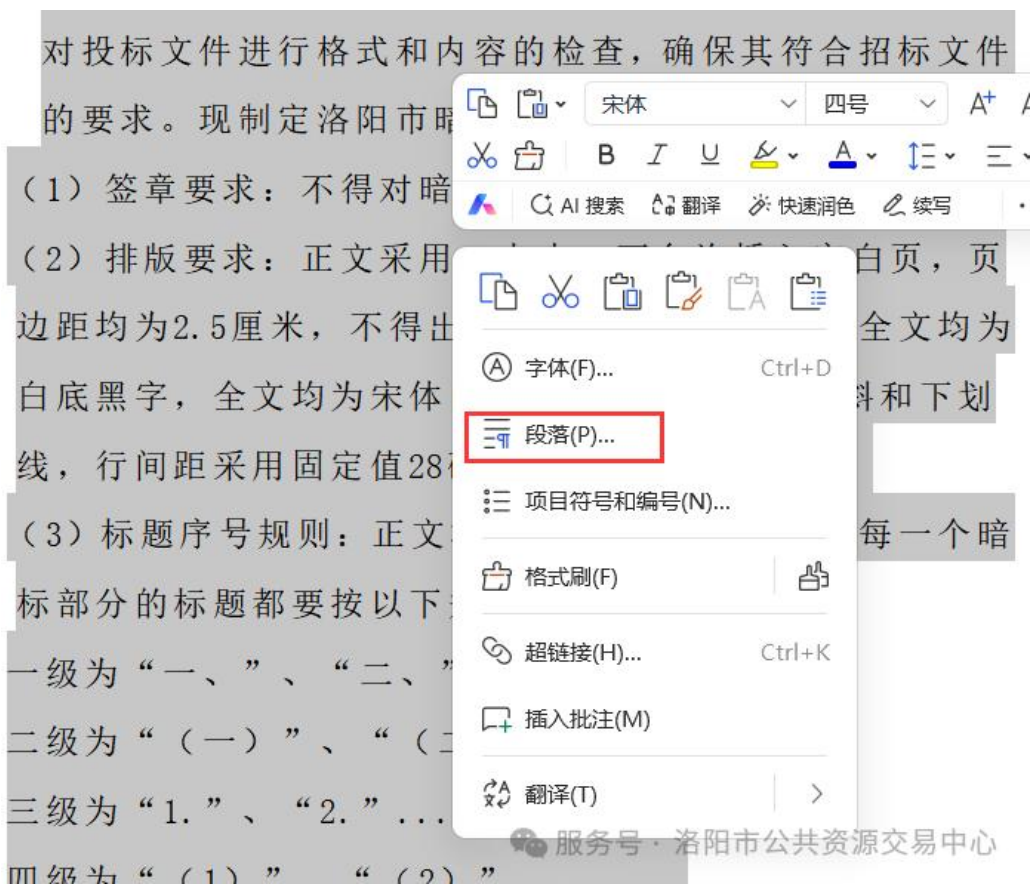 对投标文件进行格式和内容的检查，确保其符合招标文件
的要求。现制定洛阳市暗
宋体 四号 A+
B I U A
AI 搜索 翻译 快速润色 续写
（1）签章要求：不得对暗
（2）排版要求：正文采用 白页，页
边距均为2.5厘米，不得出 全文均为
白底黑字，全文均为宋体 和下划
线，行间距采用固定值28
（3）标题序号规则：正文 每一个暗
标部分的标题都要按以下
一级为“一、”、“二、”
二级为“（一）”、“（二
三级为“1.”、“2.”...
四级为“（1）”、“（2）”
字体(F)... Ctrl+D
段落(P)...
项目符号和编号(N)...
格式刷(F)
超链接(H)... Ctrl+K
插入批注(M)
翻译(T)
服务号 · 洛阳市公共资源交易中心